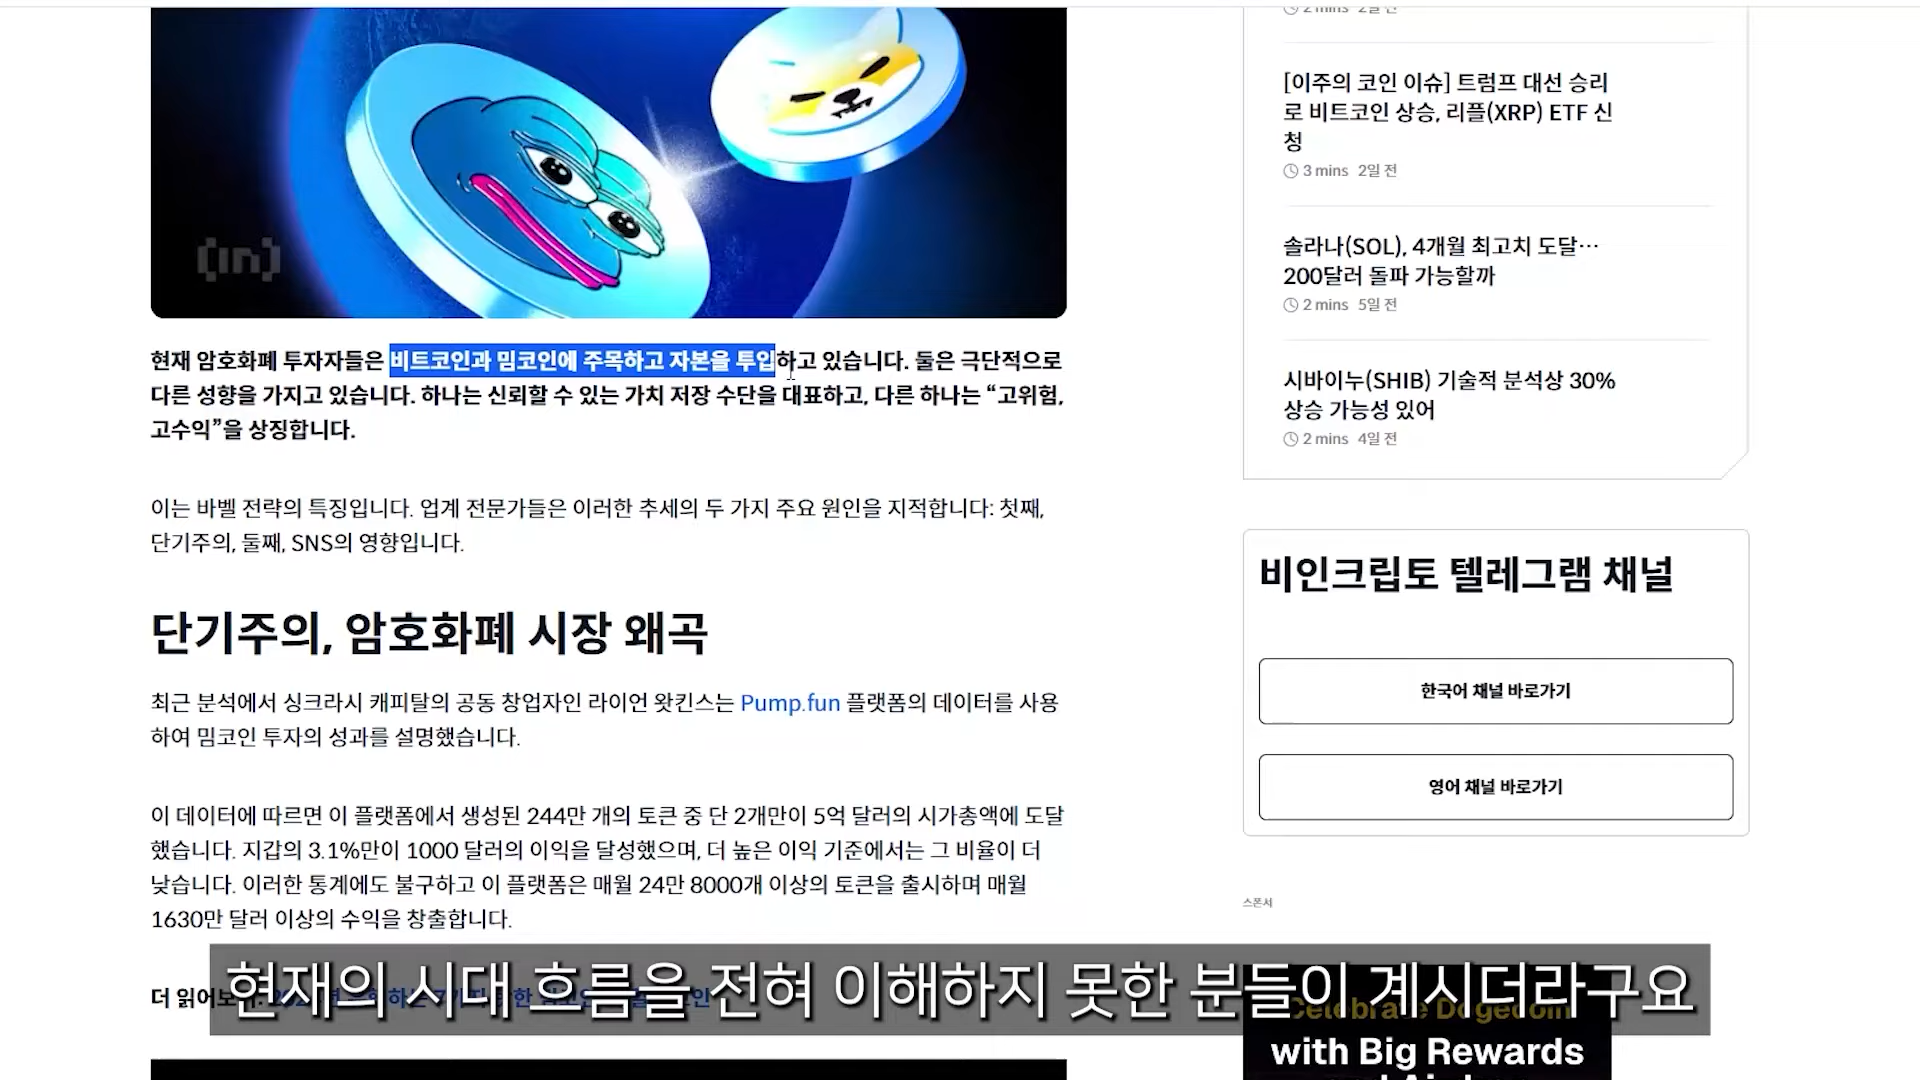 (in)
현재 암호화폐 투자자들은 비트코인과 밈코인에 주목하고 자본을 투입하고 있습니다. 둘은 극단적으로
다른 성향을 가지고 있습니다. 하나는 신뢰할 수 있는 가치 저장 수단을 대표하고, 다른 하나는 “고위험,
고수익”을 상징합니다.
이는 바벨 전략의 특징입니다. 업계 전문가들은 이러한 추세의 두 가지 주요 원인을 지적합니다: 첫째,
단기주의, 둘째, SNS의 영향입니다.
단기주의, 암호화폐 시장 왜곡
최근 분석에서 싱크라시 캐피탈의 공동 창업자인 라이언 왓킨스는 Pump.fun 플랫폼의 데이터를 사용
하여 밈코인 투자의 성과를 설명했습니다.
이 데이터에 따르면 이 플랫폼에서 생성된 244만 개의 토큰 중 단 2개만이 5억 달러의 시가총액에 도달
했습니다. 지갑의 3.1%만이 1000 달러의 이익을 달성했으며, 더 높은 이익 기준에서는 그 비율이 더
낮습니다. 이러한 통계에도 불구하고 이 플랫폼은 매월 24만 8000개 이상의 토큰을 출시하며 매월
1630만 달러 이상의 수익을 창출합니다.
더 읽어보기:
2 mins 2일 전
[이주의 코인 이슈] 트럼프 대선 승리
로 비트코인 상승, 리플(XRP) ETF 신
청
3 mins 2일 전
솔라나(SOL), 4개월 최고치 도달…
200달러 돌파 가능할까
2 mins 5일 전
시바이누(SHIB) 기술적 분석상 30%
상승 가능성 있어
2 mins 4일 전
비인크립토 텔레그램 채널
한국어 채널 바로가기
영어 채널 바로가기
스폰서
Celebrate Dogecoin
with Big Rewards
현재의 시대 흐름을 전혀 이해하지 못한 분들이 계시더라구요